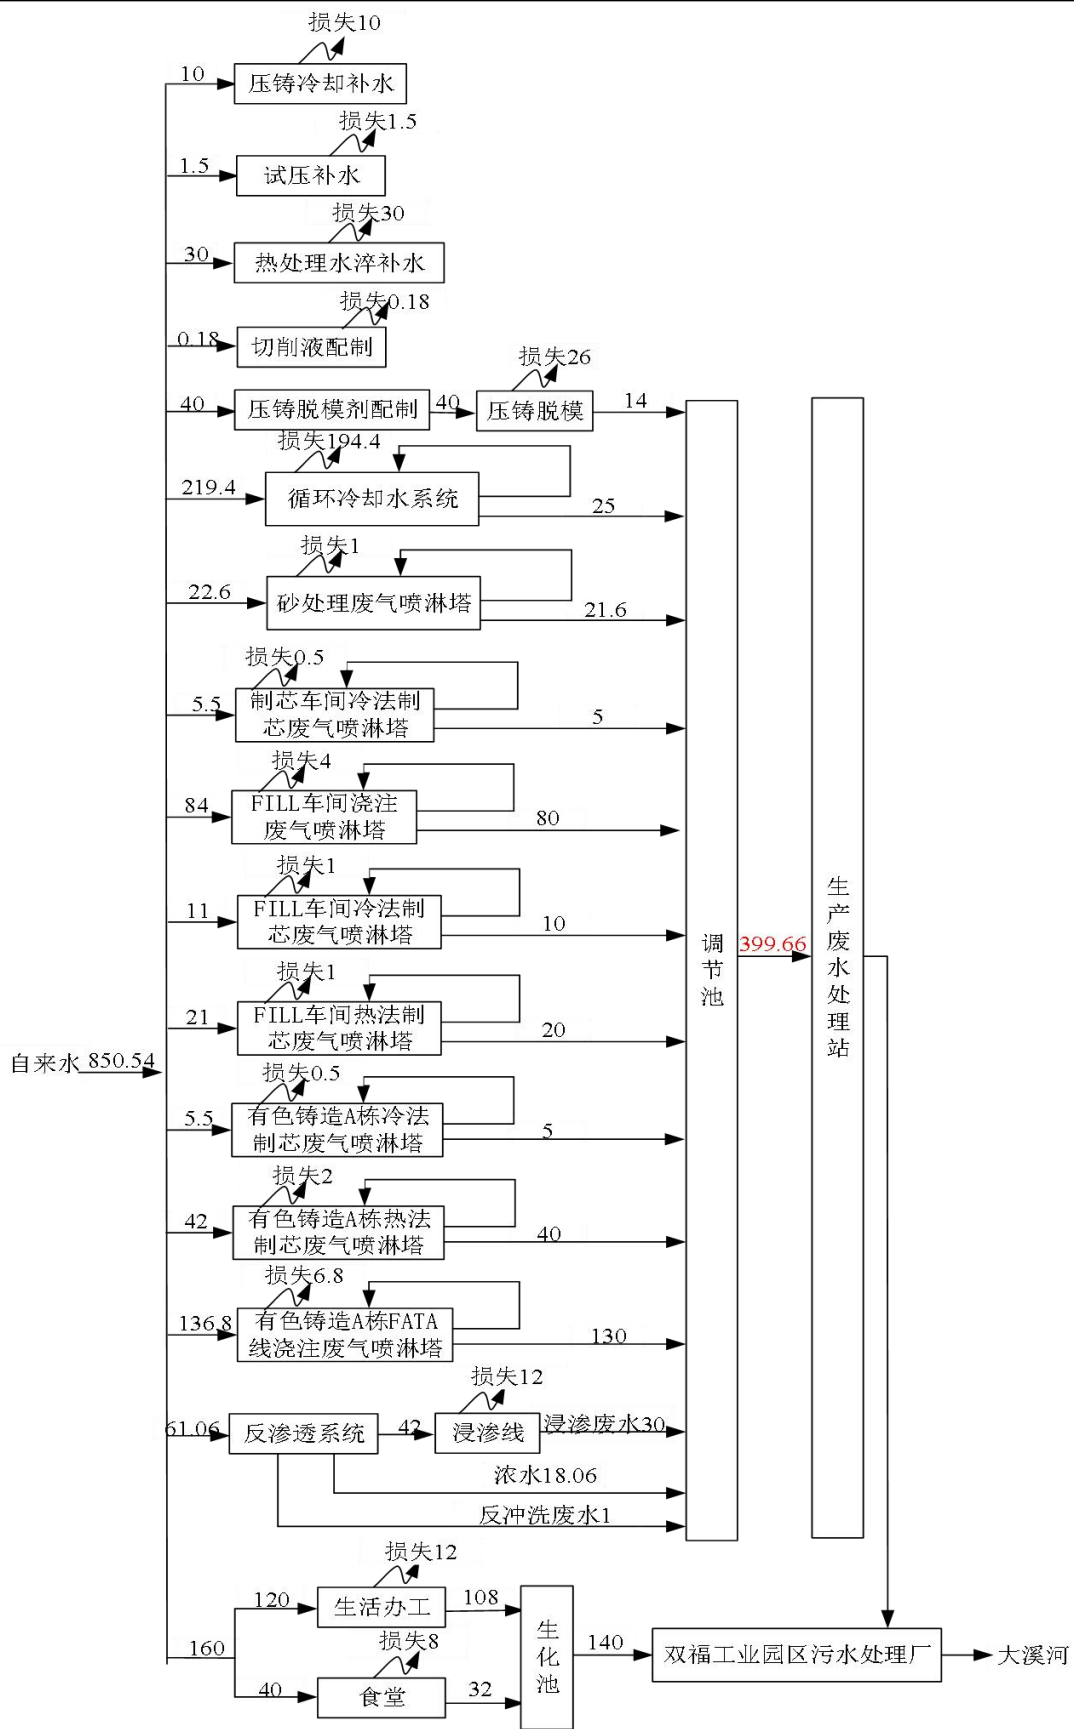 损失10
10
压铸冷却补水
损失1.5
1.5
试压补水
损失30
30
热处理水淬补水
损失0.18
0.18
切削液配制
损失26
40
压铸脱模剂配制
40
压铸脱模
14
损失194.4
219.4
循环冷却水系统
25
损失1
22.6
砂处理废气喷淋塔
21.6
损失0.5
5.5
制芯车间冷法制
芯废气喷淋塔
5
损失4
84
FILL车间浇注
废气喷淋塔
80
损失1
11
FILL车间冷法制
芯废气喷淋塔
10
损失1
21
FILL车间热法制
芯废气喷淋塔
20
自来水
850.54
损失0.5
5.5
有色铸造A栋冷法
制芯废气喷淋塔
5
损失2
42
有色铸造A栋热法
制芯废气喷淋塔
40
损失6.8
136.8
有色铸造A栋FATA
线浇注废气喷淋塔
130
损失12
61.06
反渗透系统
42
浸渗线
浸渗废水30
浓水18.06
反冲洗废水1
调节池
399.66
生产废水处理站
损失12
120
生活办工
108
160
损失8
40
食堂
32
生化池
140
双福工业园区污水处理厂
大溪河